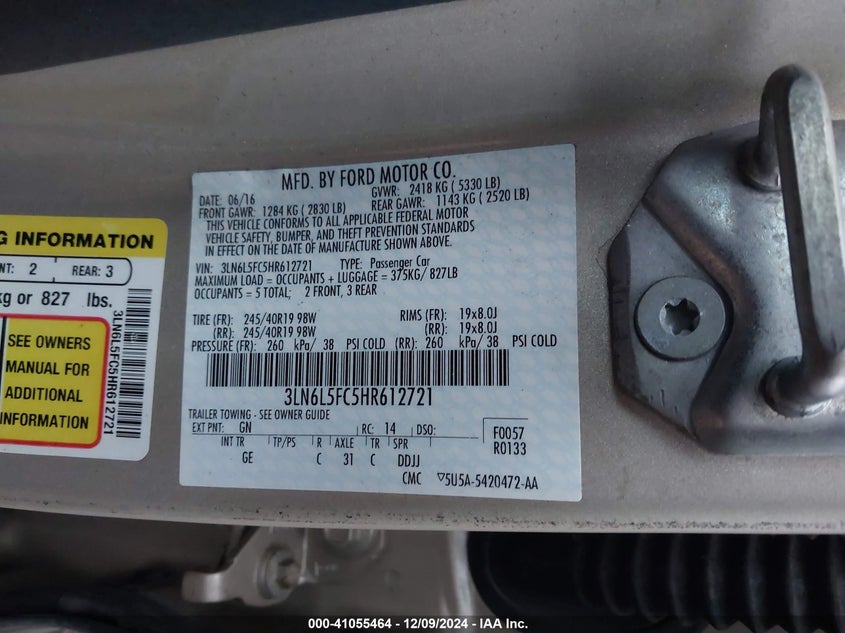 MFD. BY FORD MOTOR CO.
DATE: 06/16 GVWR: 2418 KG ( 5330 LB)
FRONT GAWR: 1284 KG ( 2830 LB) REAR GAWR: 1143 KG ( 2520 LB)
THIS VEHICLE CONFORMS TO ALL APPLICABLE FEDERAL MOTOR
VEHICLE SAFETY, BUMPER, AND THEFT PREVENTION STANDARDS
IN EFFECT ON THE DATE OF MANUFACTURE SHOWN ABOVE.
VIN: 3LN6L5FC5HR612721 TYPE: Passenger Car
MAXIMUM LOAD = OCCUPANTS + LUGGAGE = 375KG/ 827LB
OCCUPANTS = 5 TOTAL; 2 FRONT, 3 REAR
TIRE (FR): 245/40R19 98W RIMS (FR): 19x8.0J
(RR): 245/40R19 98W (RR): 19x8.0J
PRESSURE (FR): 260 kPa/ 38 PSI COLD (RR): 260 kPa/ 38 PSI COLD
3LN6L5FC5HR612721
TRAILER TOWING - SEE OWNER GUIDE
EXT PNT: GN RC: 14 DSO: F0057
R0133
INT TR TP/PS R AXLE TR SPR
GE C 31 C DDJJ
CMC ▽5U5A-5420472-AA
G INFORMATION
NT: 2 REAR: 3
kg or 827 lbs.
SEE OWNERS
MANUAL FOR
ADDITIONAL
INFORMATION
3LN6L5FC5HR612721
000-41055464 - 12/09/2024 - IAA Inc.